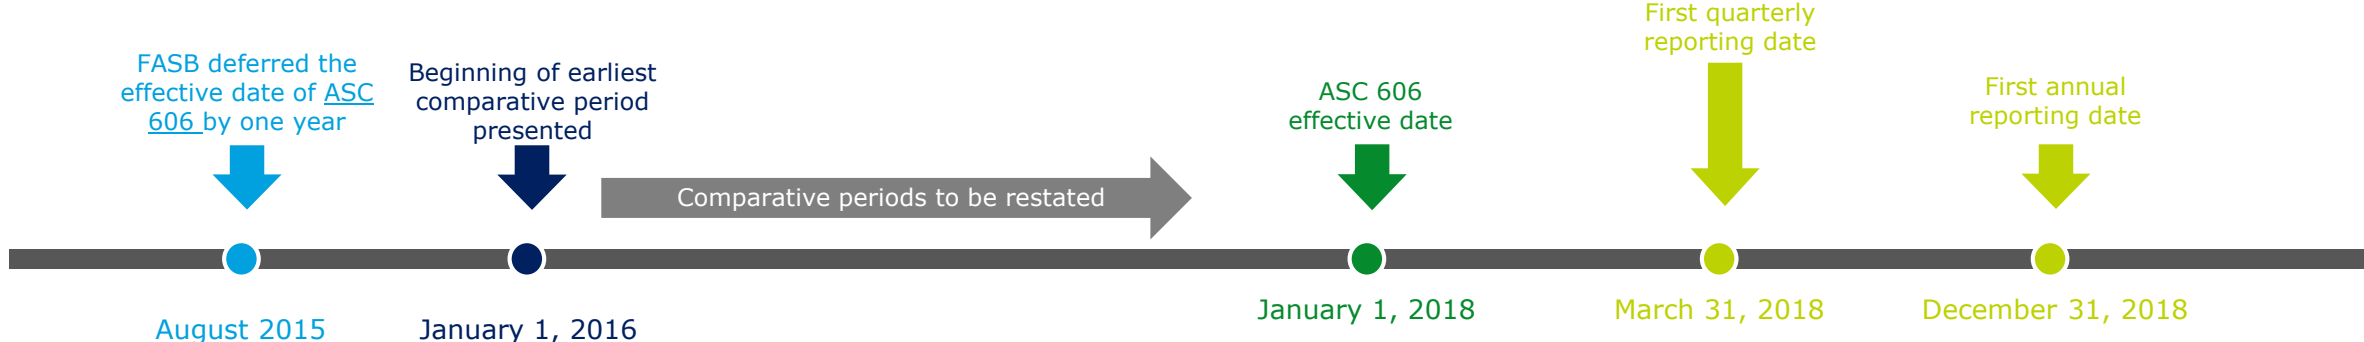 FASB deferred the
effective date of ASC
606 by one year
Beginning of earliest
comparative period
presented
Comparative periods to be restated
ASC 606
effective date
First quarterly
reporting date
First annual
reporting date
August 2015
January 1, 2016
January 1, 2018
March 31, 2018
December 31, 2018